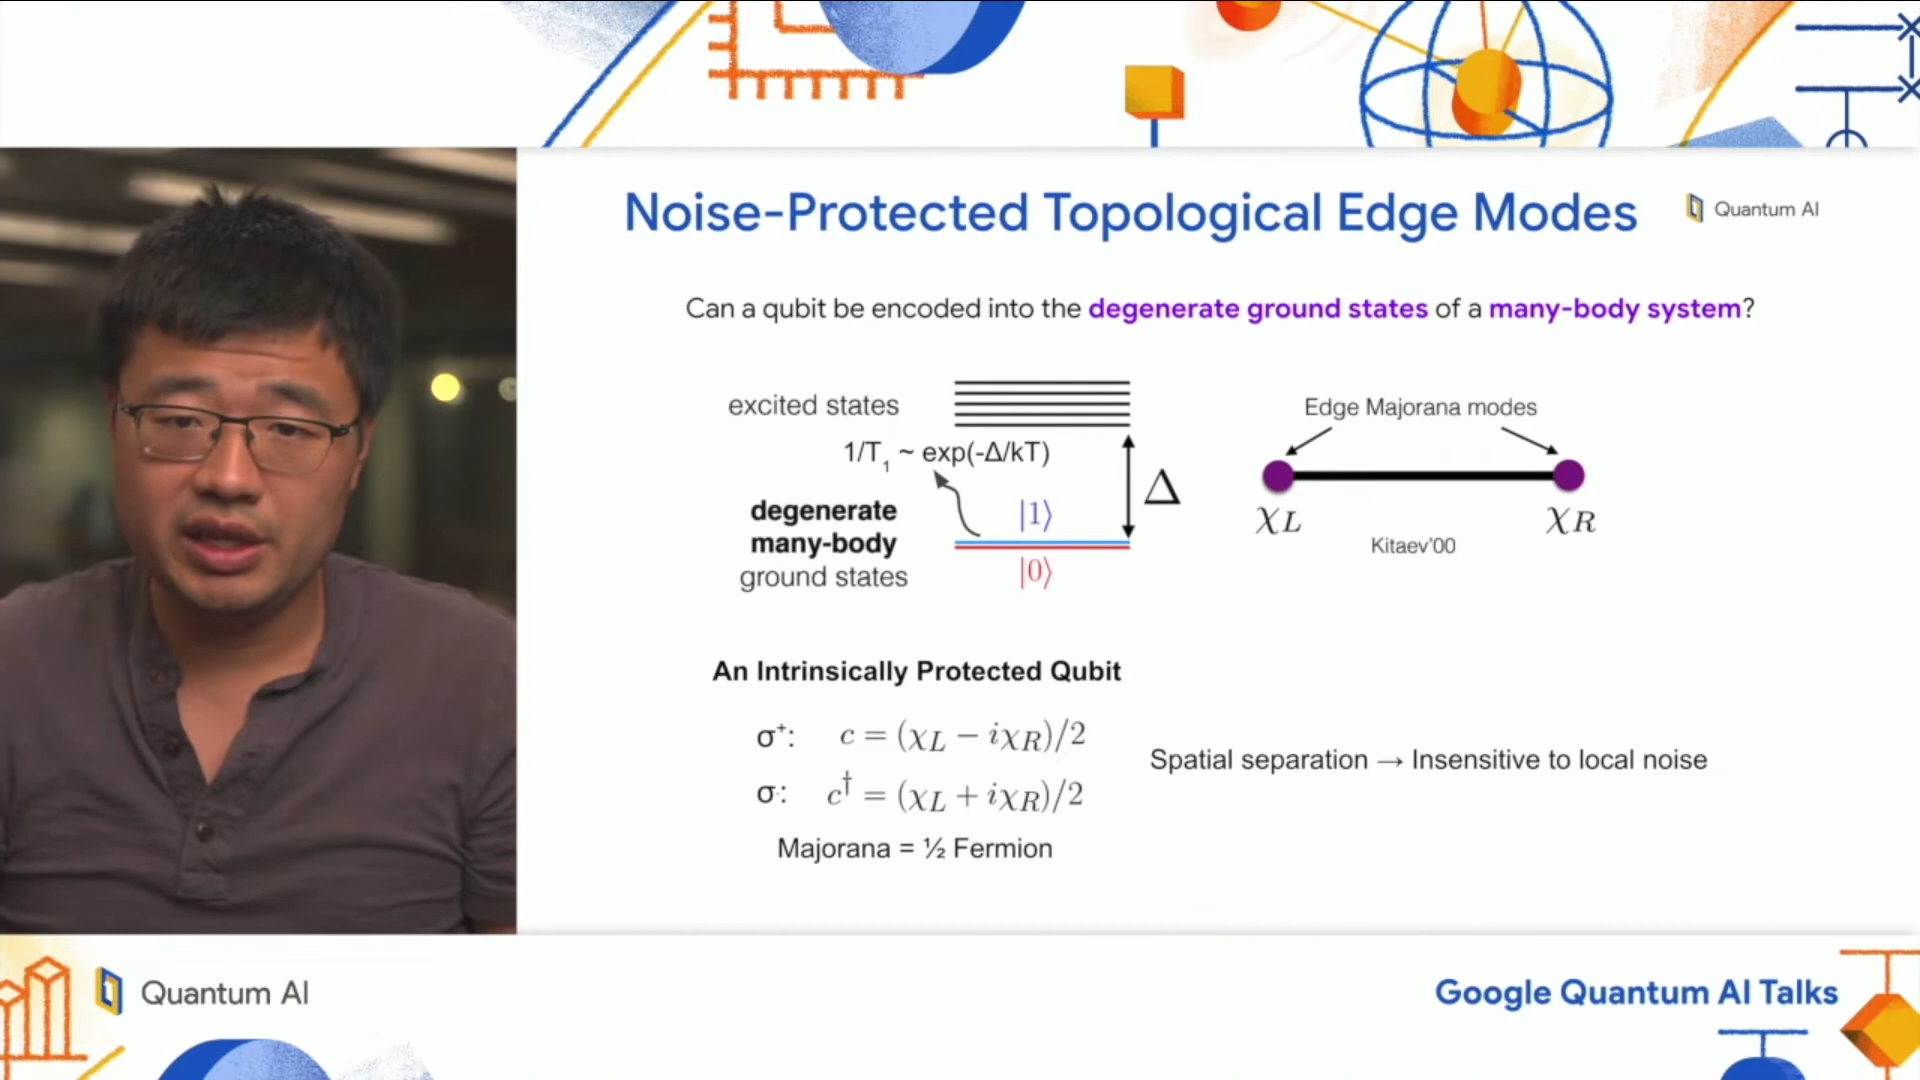 Noise-Protected Topological Edge Modes
Quantum AI
Can a qubit be encoded into the degenerate ground states of a many-body system?
excited states
1/T₁ ~ exp(-Δ/kT)
Δ
degenerate
many-body
ground states
|1⟩
|0⟩
Edge Majorana modes
χL
χR
Kitaev'00
An Intrinsically Protected Qubit
σ⁺: c = (χL − iχR)/2
σ⁻: c† = (χL + iχR)/2
Majorana = ½ Fermion
Spatial separation → Insensitive to local noise
Quantum AI
Google Quantum AI Talks